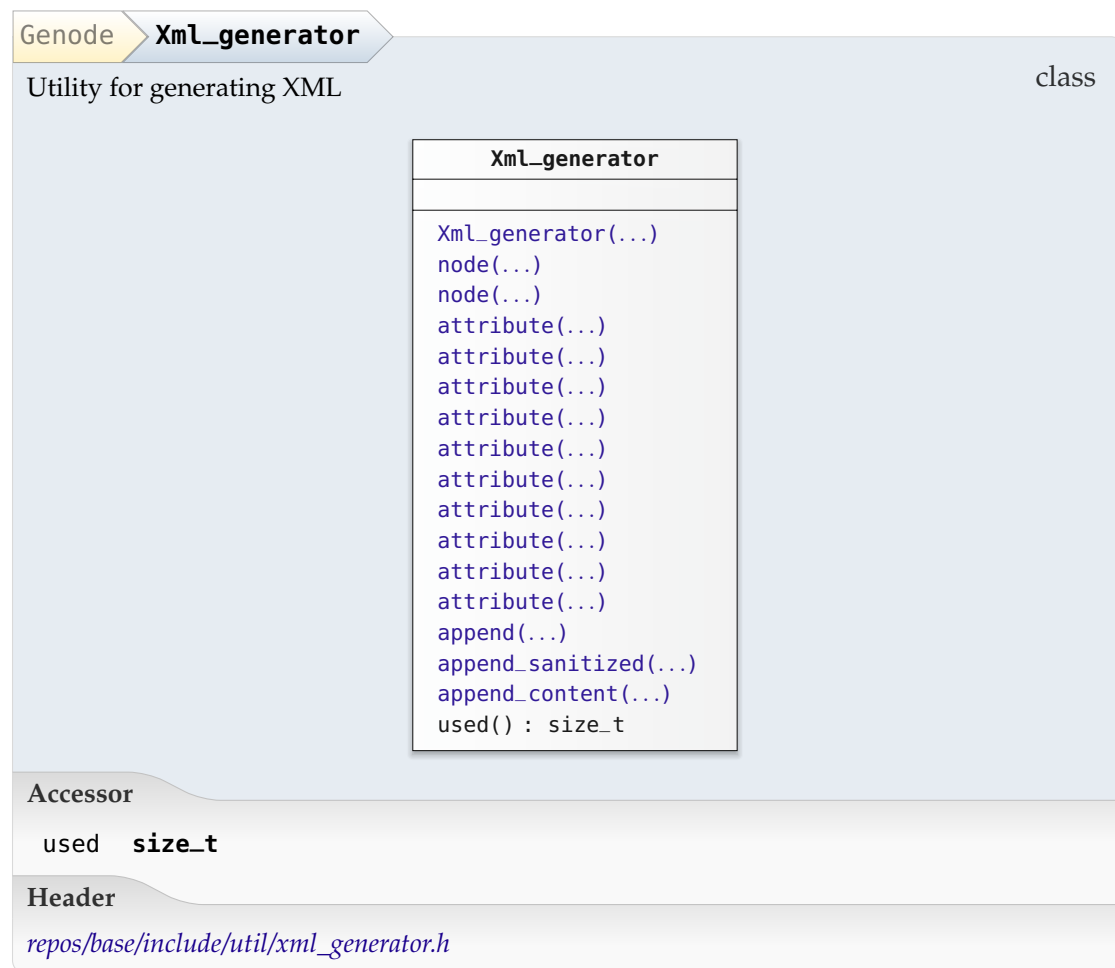 Genode Xml_generator
Utility for generating XML
class
Xml_generator
Xml_generator(...)
node(...)
node(...)
attribute(...)
attribute(...)
attribute(...)
attribute(...)
attribute(...)
attribute(...)
attribute(...)
attribute(...)
attribute(...)
attribute(...)
append(...)
append_sanitized(...)
append_content(...)
used() : size_t
Accessor
used size_t
Header
repos/base/include/util/xml_generator.h